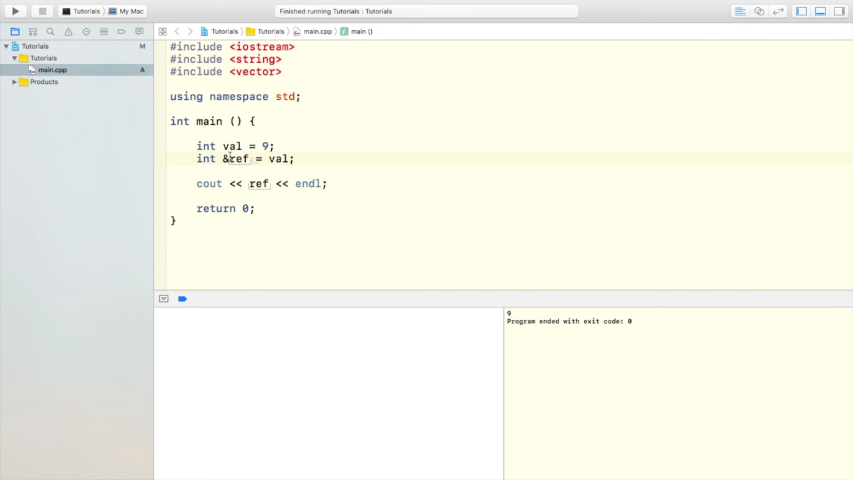 Tutorials
My Mac
Finished running Tutorials : Tutorials
Tutorials
Tutorials
main.cpp
main ()
Tutorials
M
Tutorials
main.cpp
A
Products
#include <iostream>
#include <string>
#include <vector>
using namespace std;
int main () {
int val = 9;
int &ref = val;
cout << ref << endl;
return 0;
}
9
Program ended with exit code: 0